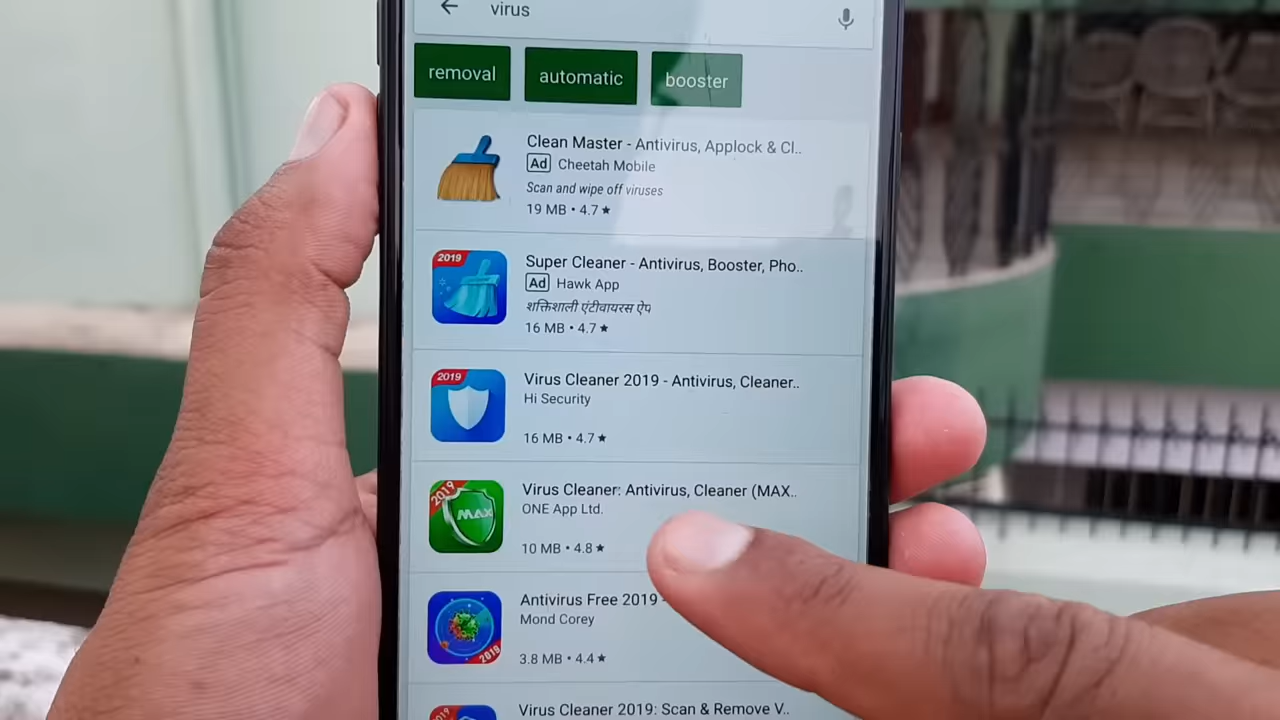 virus
removal
automatic
booster
Clean Master - Antivirus, Applock & Cl..
Ad Cheetah Mobile
Scan and wipe off viruses
19 MB • 4.7 ★
2019
Super Cleaner - Antivirus, Booster, Pho..
Ad Hawk App
शक्तिशाली एंटीवायरस ऐप
16 MB • 4.7 ★
2019
Virus Cleaner 2019 - Antivirus, Cleaner..
Hi Security
16 MB • 4.7 ★
2019
MAX
Virus Cleaner: Antivirus, Cleaner (MAX..
ONE App Ltd.
10 MB • 4.8 ★
Antivirus Free 2019 -
Mond Corey
2019
3.8 MB • 4.4 ★
2019
Virus Cleaner 2019: Scan & Remove V..